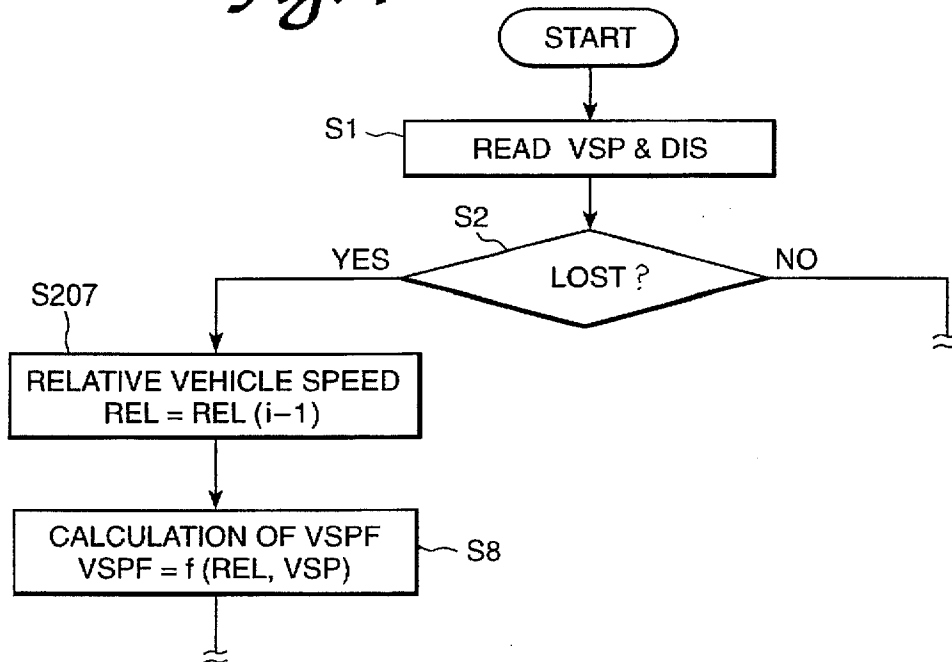 START
S1
READ VSP & DIS
S2
YES
LOST ?
NO
S207
RELATIVE VEHICLE SPEED
REL = REL (i−1)
CALCULATION OF VSPF
VSPF = f (REL, VSP)
S8